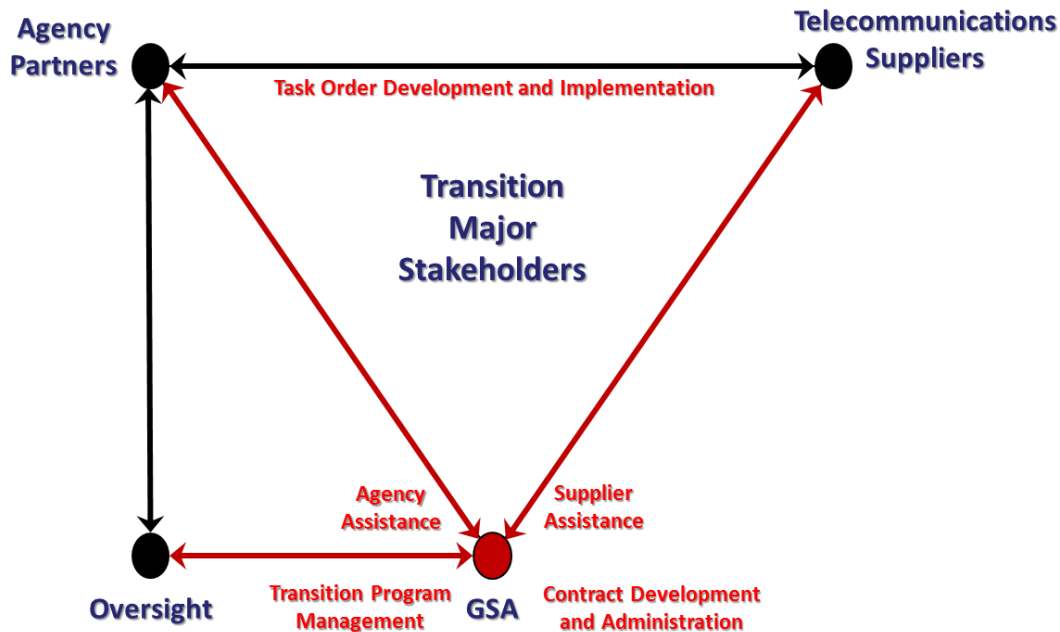 Agency
Partners
Telecommunications
Suppliers
Task Order Development and Implementation
Transition
Major
Stakeholders
Agency
Assistance
Supplier
Assistance
Oversight
Transition Program
Management
GSA
Contract Development
and Administration